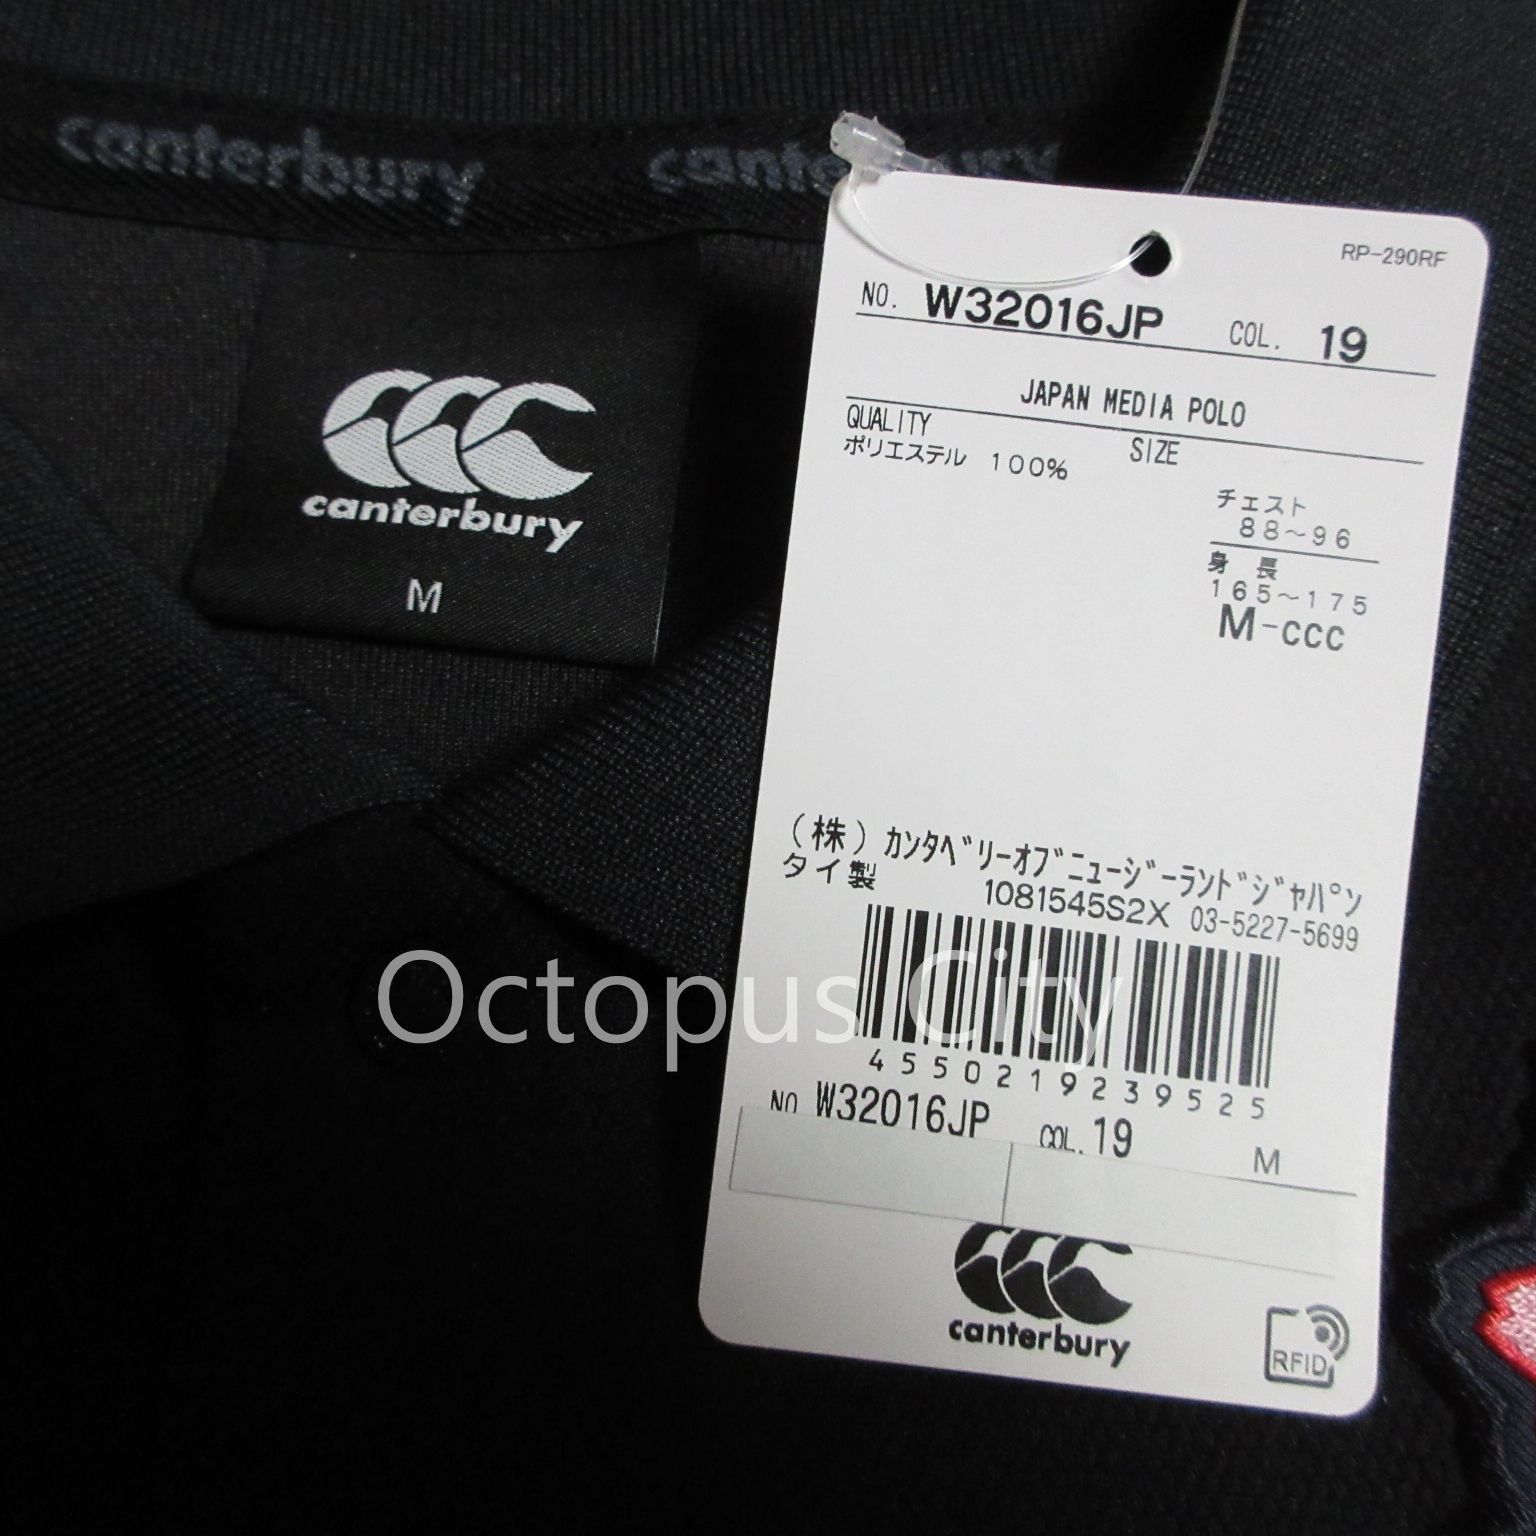 canterbury canterbury
canterbury
M
RP-290RF
NO. W32016JP COL. 19
JAPAN MEDIA POLO
QUALITY SIZE
ポリエステル 100%
チェスト
88~96
身 長
165~175
M-CCC
(株)カンタベリーオブニュージーランドジャパン
タイ製 1081545S2X 03-5227-5699
Octopus City
4550219239525
NO W32016JP COL. 19 M
canterbury
RFID